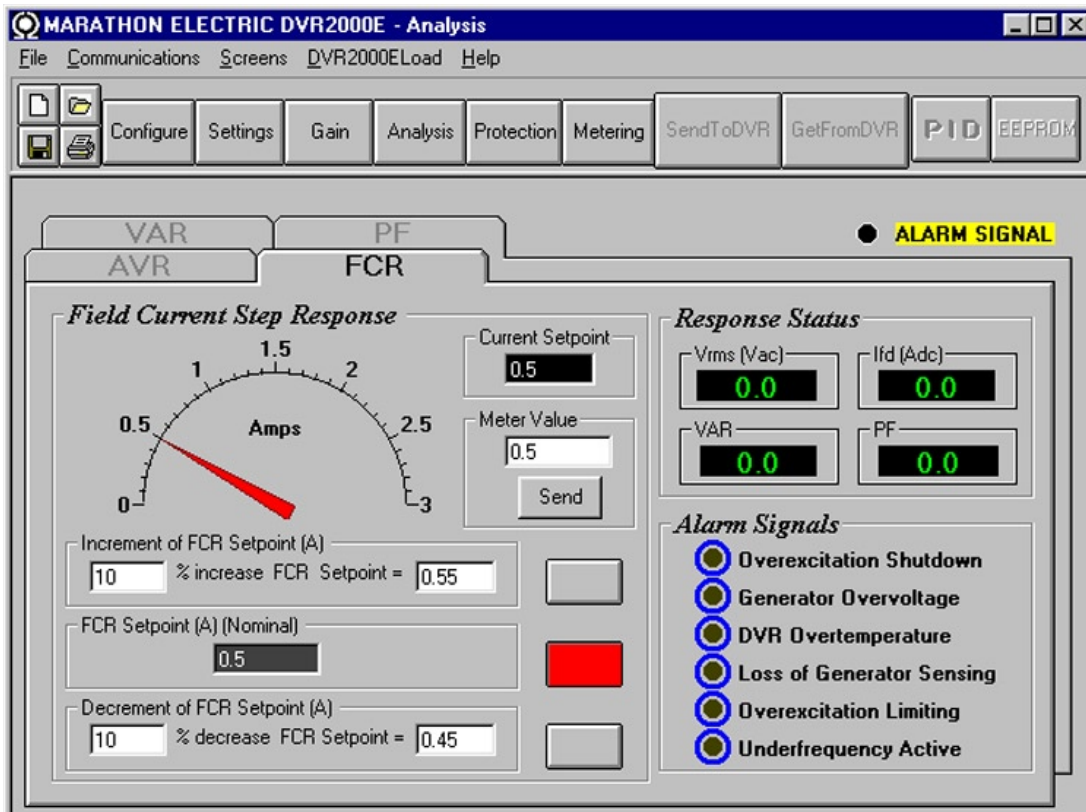 MARATHON ELECTRIC DVR2000E - Analysis
File Communications Screens DVR2000ELoad Help
Configure Settings Gain Analysis Protection Metering SendToDVR GetFromDVR PID EEPROM
VAR PF
ALARM SIGNAL
AVR FCR
Field Current Step Response
0 0.5 1 1.5 2 2.5 3
Amps
Current Setpoint
0.5
Meter Value
0.5
Send
Increment of FCR Setpoint (A)
10 % increase FCR Setpoint = 0.55
FCR Setpoint (A) (Nominal)
0.5
Decrement of FCR Setpoint (A)
10 % decrease FCR Setpoint = 0.45
Response Status
Vrms (Vac) Ifd (Adc)
0.0 0.0
VAR PF
0.0 0.0
Alarm Signals
Overexcitation Shutdown
Generator Overvoltage
DVR Overtemperature
Loss of Generator Sensing
Overexcitation Limiting
Underfrequency Active